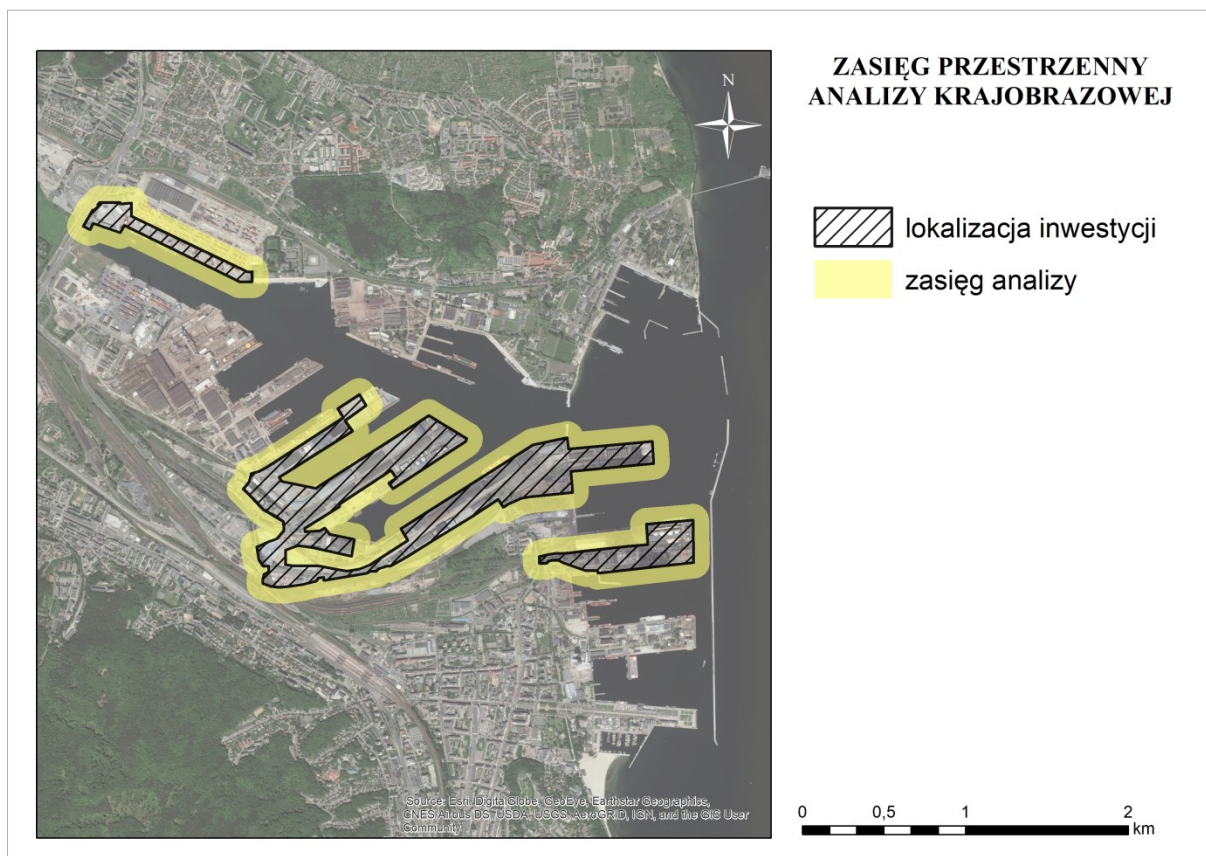 ZASIĘG PRZESTRZENNY
ANALIZY KRAJOBRAZOWEJ
N
lokalizacja inwestycji
zasięg analizy
Source: Esri, DigitalGlobe, GeoEye, Earthstar Geographics,
CNES/Airbus DS, USDA, USGS, AeroGRID, IGN, and the GIS User
Community
0 0,5 1 2
km